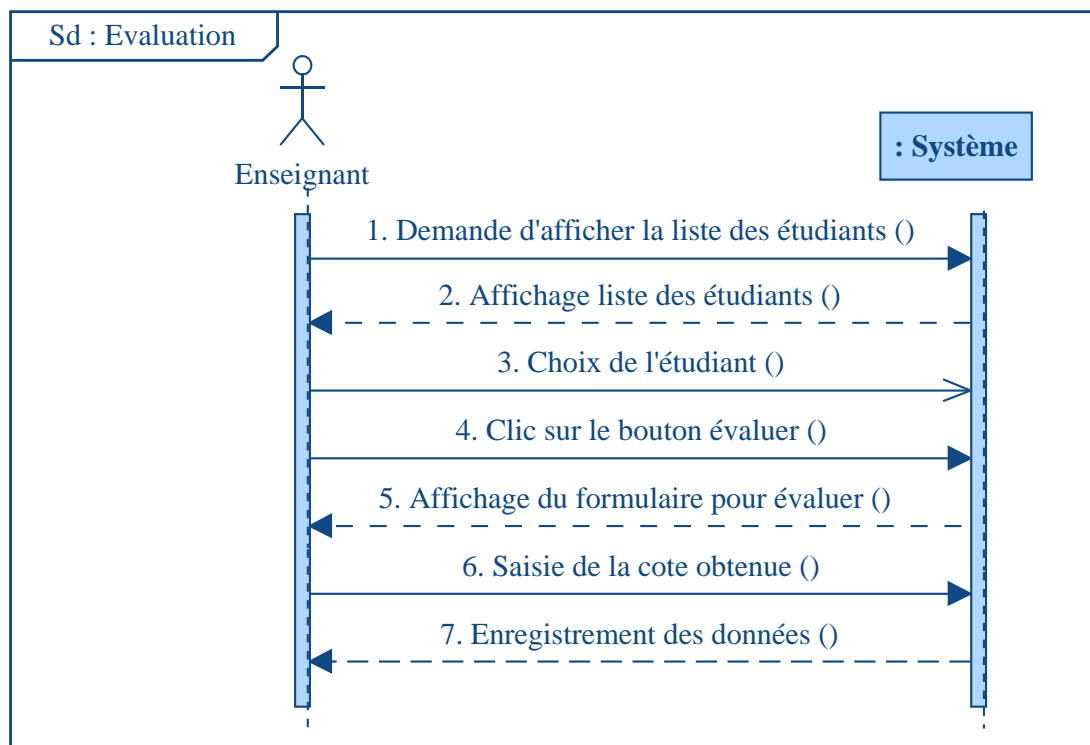 Sd : Evaluation
Enseignant
: Système
1. Demande d'afficher la liste des étudiants ()
2. Affichage liste des étudiants ()
3. Choix de l'étudiant ()
4. Clic sur le bouton évaluer ()
5. Affichage du formulaire pour évaluer ()
6. Saisie de la cote obtenue ()
7. Enregistrement des données ()